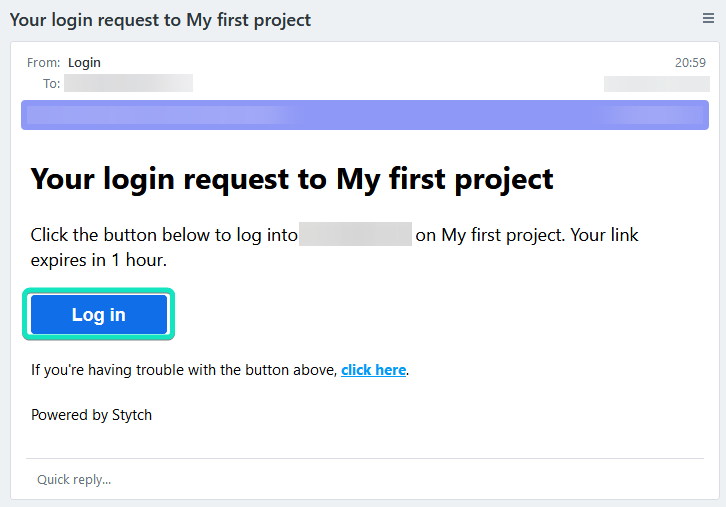 Your login request to My first project
From: Login 20:59
To:
Your login request to My first project
Click the button below to log into on My first project. Your link
expires in 1 hour.
Log in
If you're having trouble with the button above, click here.
Powered by Stytch
Quick reply...